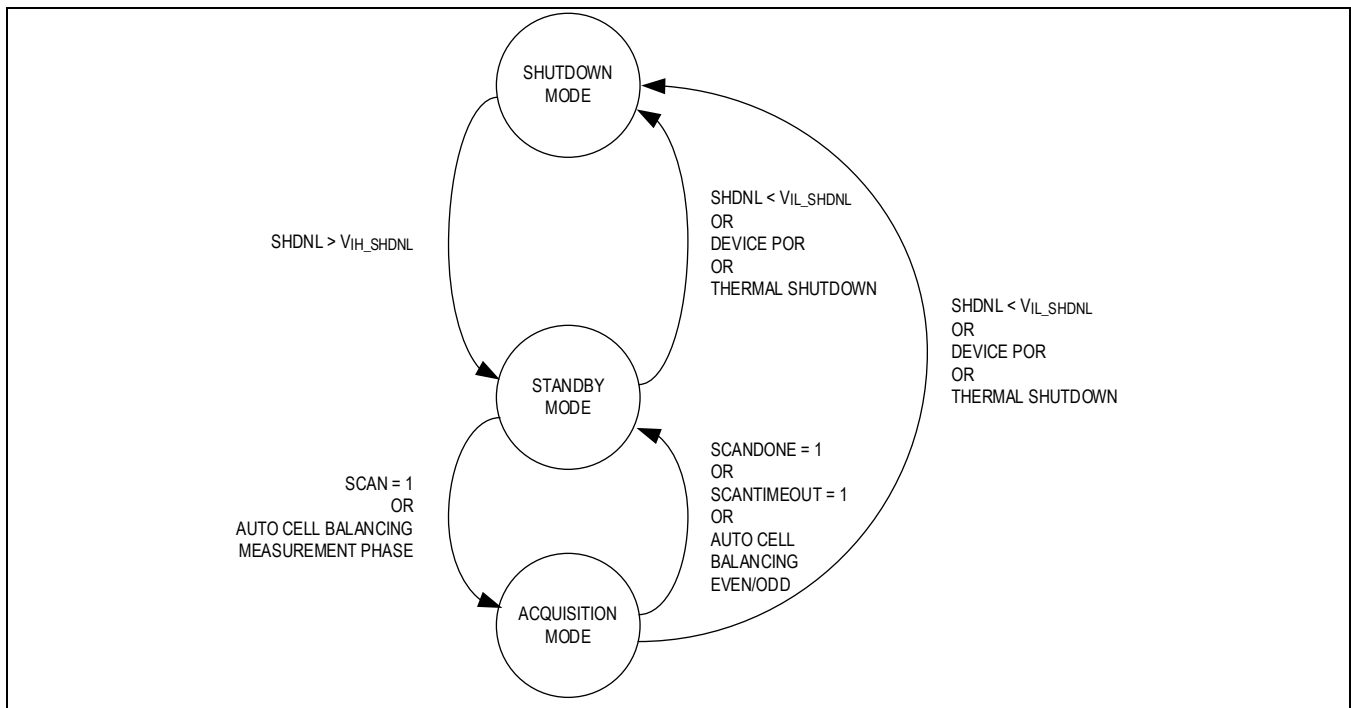 SHUTDOWN
MODE
SHDNL > VIH_SHDNL
SHDNL < VIL_SHDNL
OR
DEVICE POR
OR
THERMAL SHUTDOWN
SHDNL < VIL_SHDNL
OR
DEVICE POR
OR
THERMAL SHUTDOWN
STANDBY
MODE
SCAN = 1
OR
AUTO CELL BALANCING
MEASUREMENT PHASE
SCANDONE = 1
OR
SCANTIMEOUT = 1
OR
AUTO CELL
BALANCING
EVEN/ODD
ACQUISITION
MODE